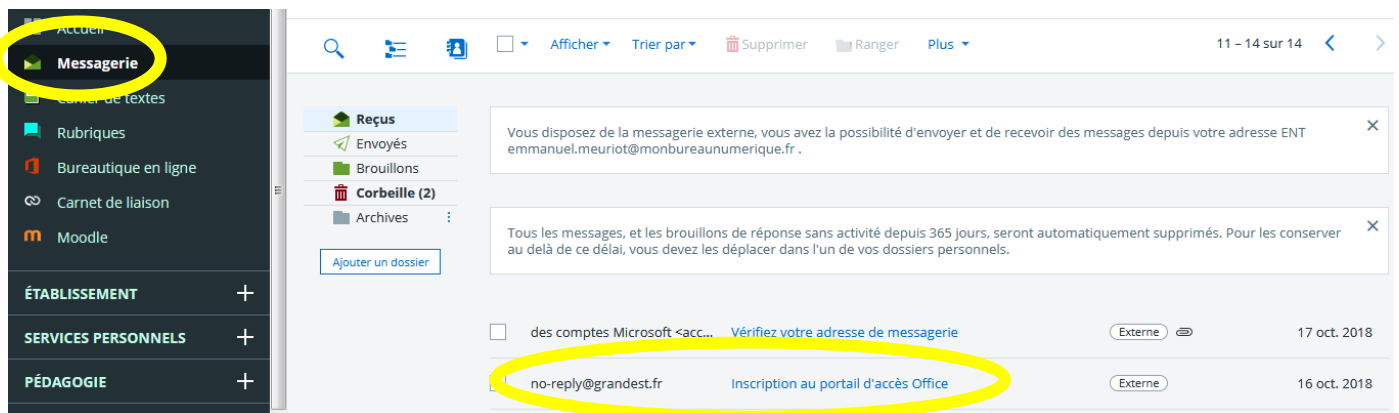 Accueil
Messagerie
Cahier de textes
Rubriques
Bureautique en ligne
Carnet de liaison
Moodle
ÉTABLISSEMENT
SERVICES PERSONNELS
PÉDAGOGIE
Afficher Trier par Supprimer Ranger Plus 11 – 14 sur 14
Reçus
Envoyés
Brouillons
Corbeille (2)
Archives
Ajouter un dossier
Vous disposez de la messagerie externe, vous avez la possibilité d'envoyer et de recevoir des messages depuis votre adresse ENT
emmanuel.meuriot@monbureaunumerique.fr .
Tous les messages, et les brouillons de réponse sans activité depuis 365 jours, seront automatiquement supprimés. Pour les conserver
au delà de ce délai, vous devez les déplacer dans l'un de vos dossiers personnels.
des comptes Microsoft <acc... Vérifiez votre adresse de messagerie Externe 17 oct. 2018
no-reply@grandest.fr Inscription au portail d'accès Office Externe 16 oct. 2018